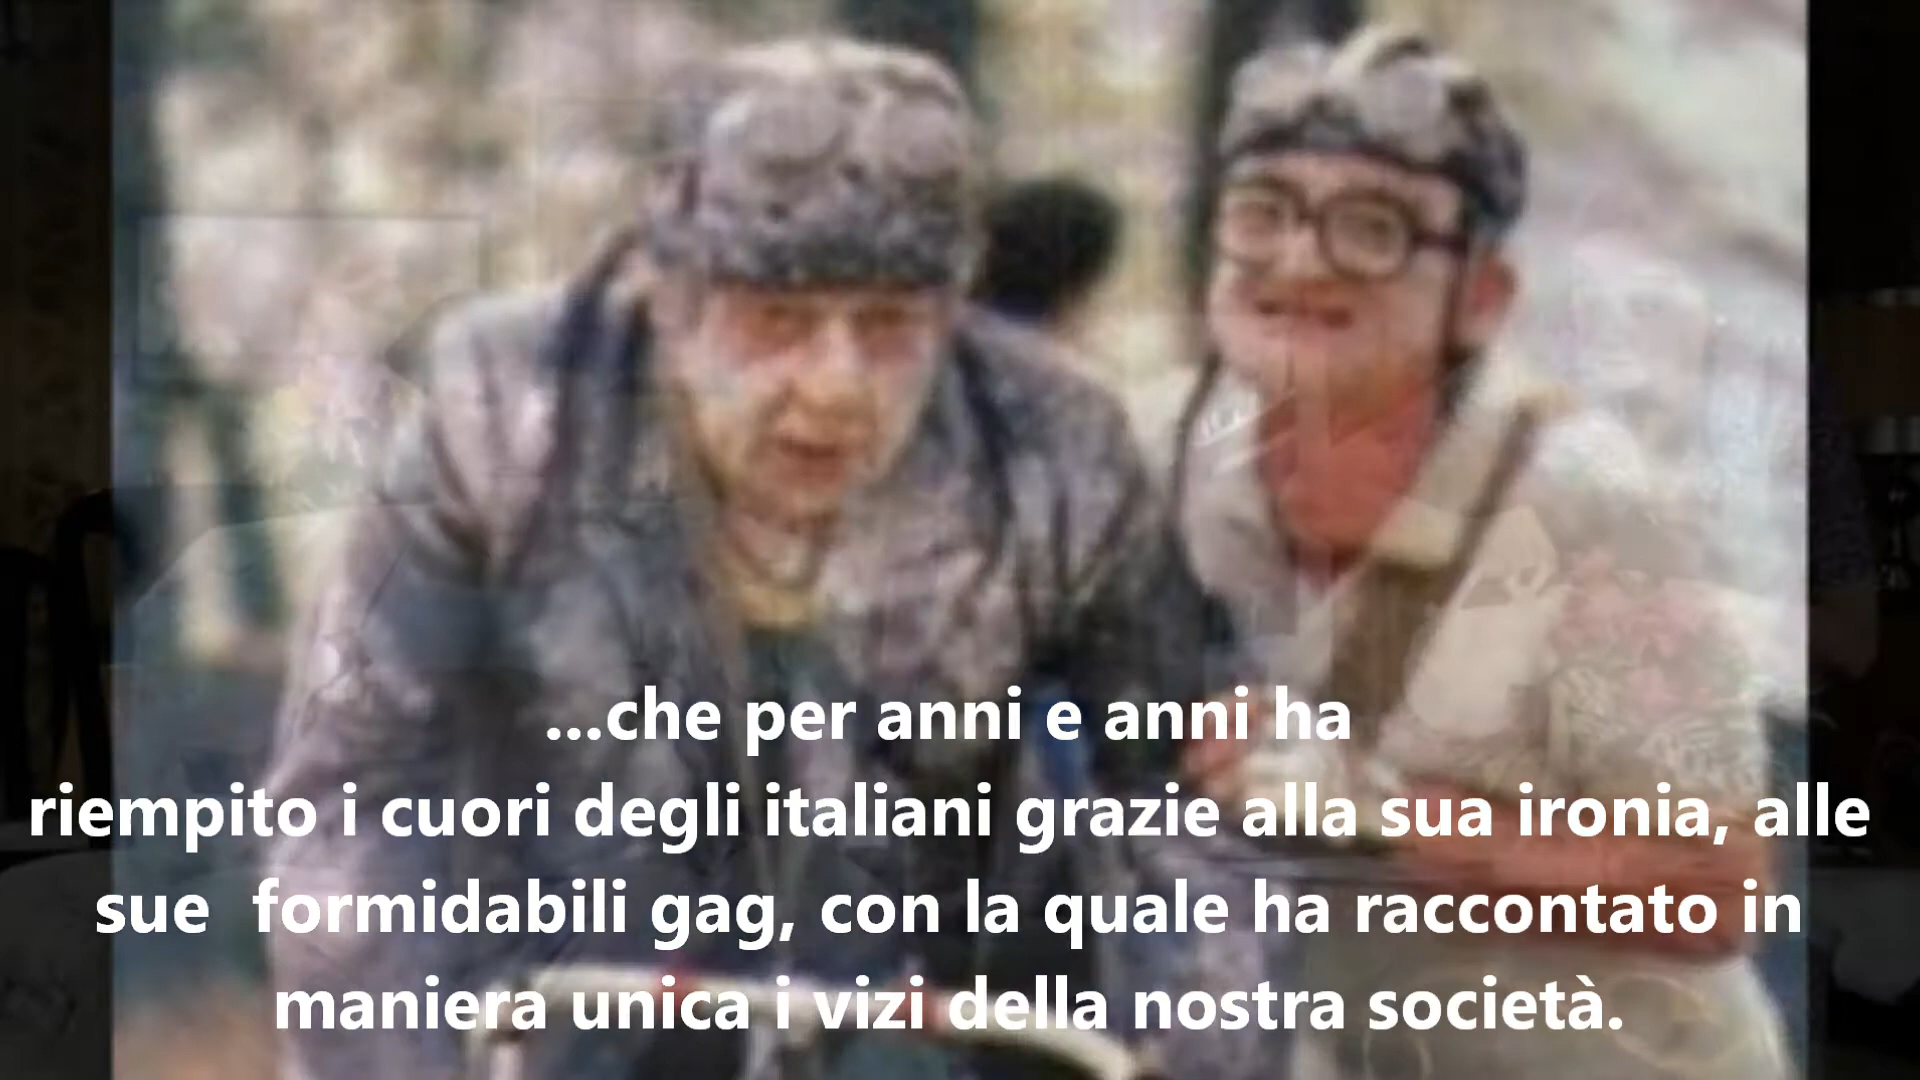 ...che per anni e anni ha
riempito i cuori degli italiani grazie alla sua ironia, alle
sue  formidabili gag, con la quale ha raccontato in
maniera unica i vizi della nostra società.